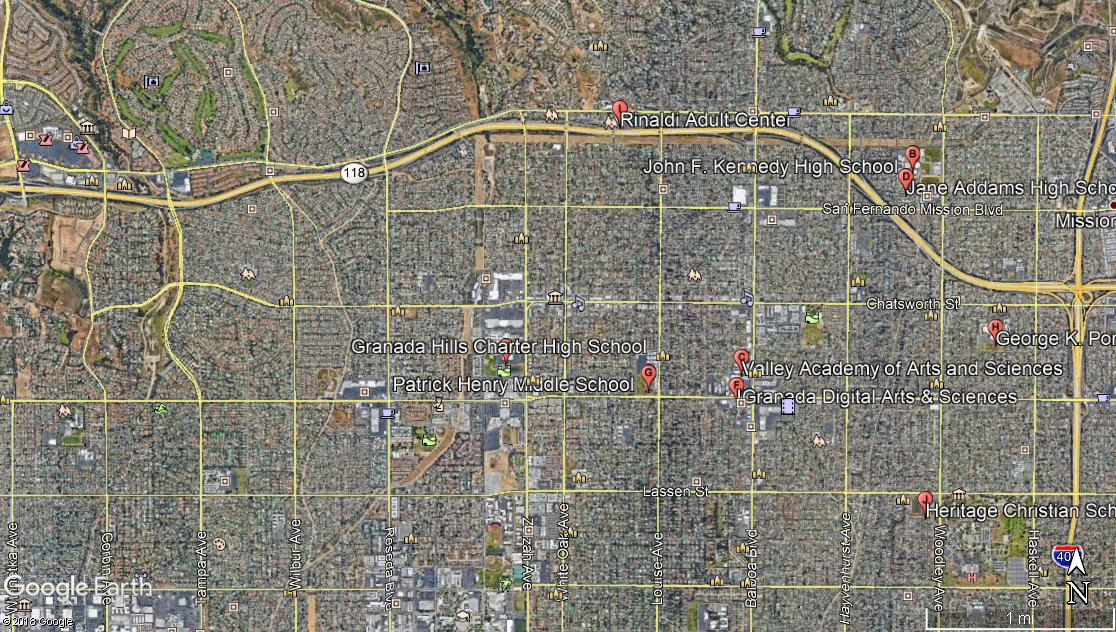 I
Rinaldi Adult Center
B
John F. Kennedy High School
118
D
Jane Addams High Scho
San Fernando Mission Blvd
Mission
Chatsworth St
H
George K. Por
Granada Hills Charter High School
C
Valley Academy of Arts and Sciences
G
Patrick Henry Middle School
F
Granada Digital Arts & Sciences
Lassen St
J
Heritage Christian Sch
Corbin Ave
Tampa Ave
Wilbur Ave
Reseda Blvd
Zelzah Ave
White Oak Ave
Louise Ave
Balboa Blvd
Hayvenhurst Ave
Woodley Ave
Haskell Ave
405
N
Google Earth
© 2018 Google
1 mi